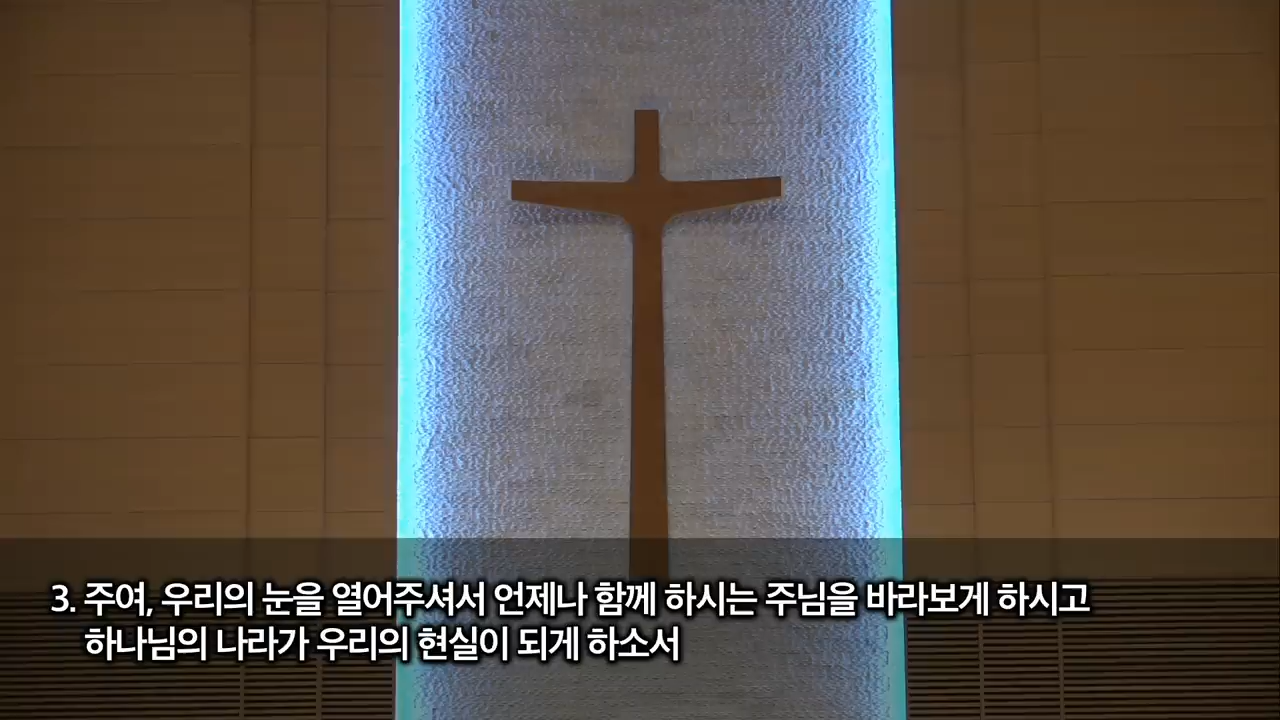 3. 주여, 우리의 눈을 열어주셔서 언제나 함께 하시는 주님을 바라보게 하시고
하나님의 나라가 우리의 현실이 되게 하소서